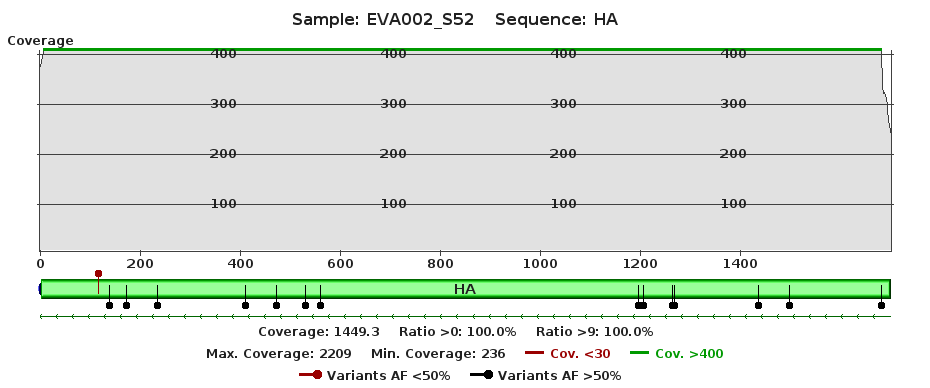 Sample: EVA002_S52    Sequence: HA
Coverage
400 400 400 400
300 300 300 300
200 200 200 200
100 100 100 100
0 200 400 600 800 1000 1200 1400
HA
Coverage: 1449.3    Ratio >0: 100.0%    Ratio >9: 100.0%
Max. Coverage: 2209    Min. Coverage: 236    Cov. <30    Cov. >400
Variants AF <50%    Variants AF >50%